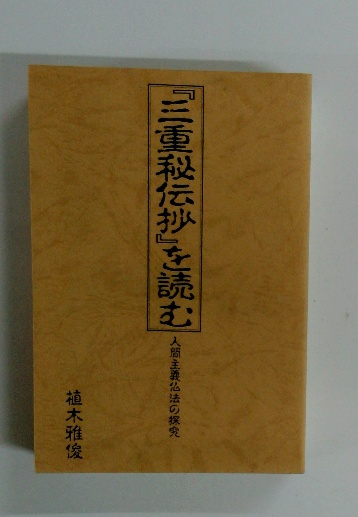 『三重秘伝抄』を読む
人間主義仏法の探究
植木雅俊